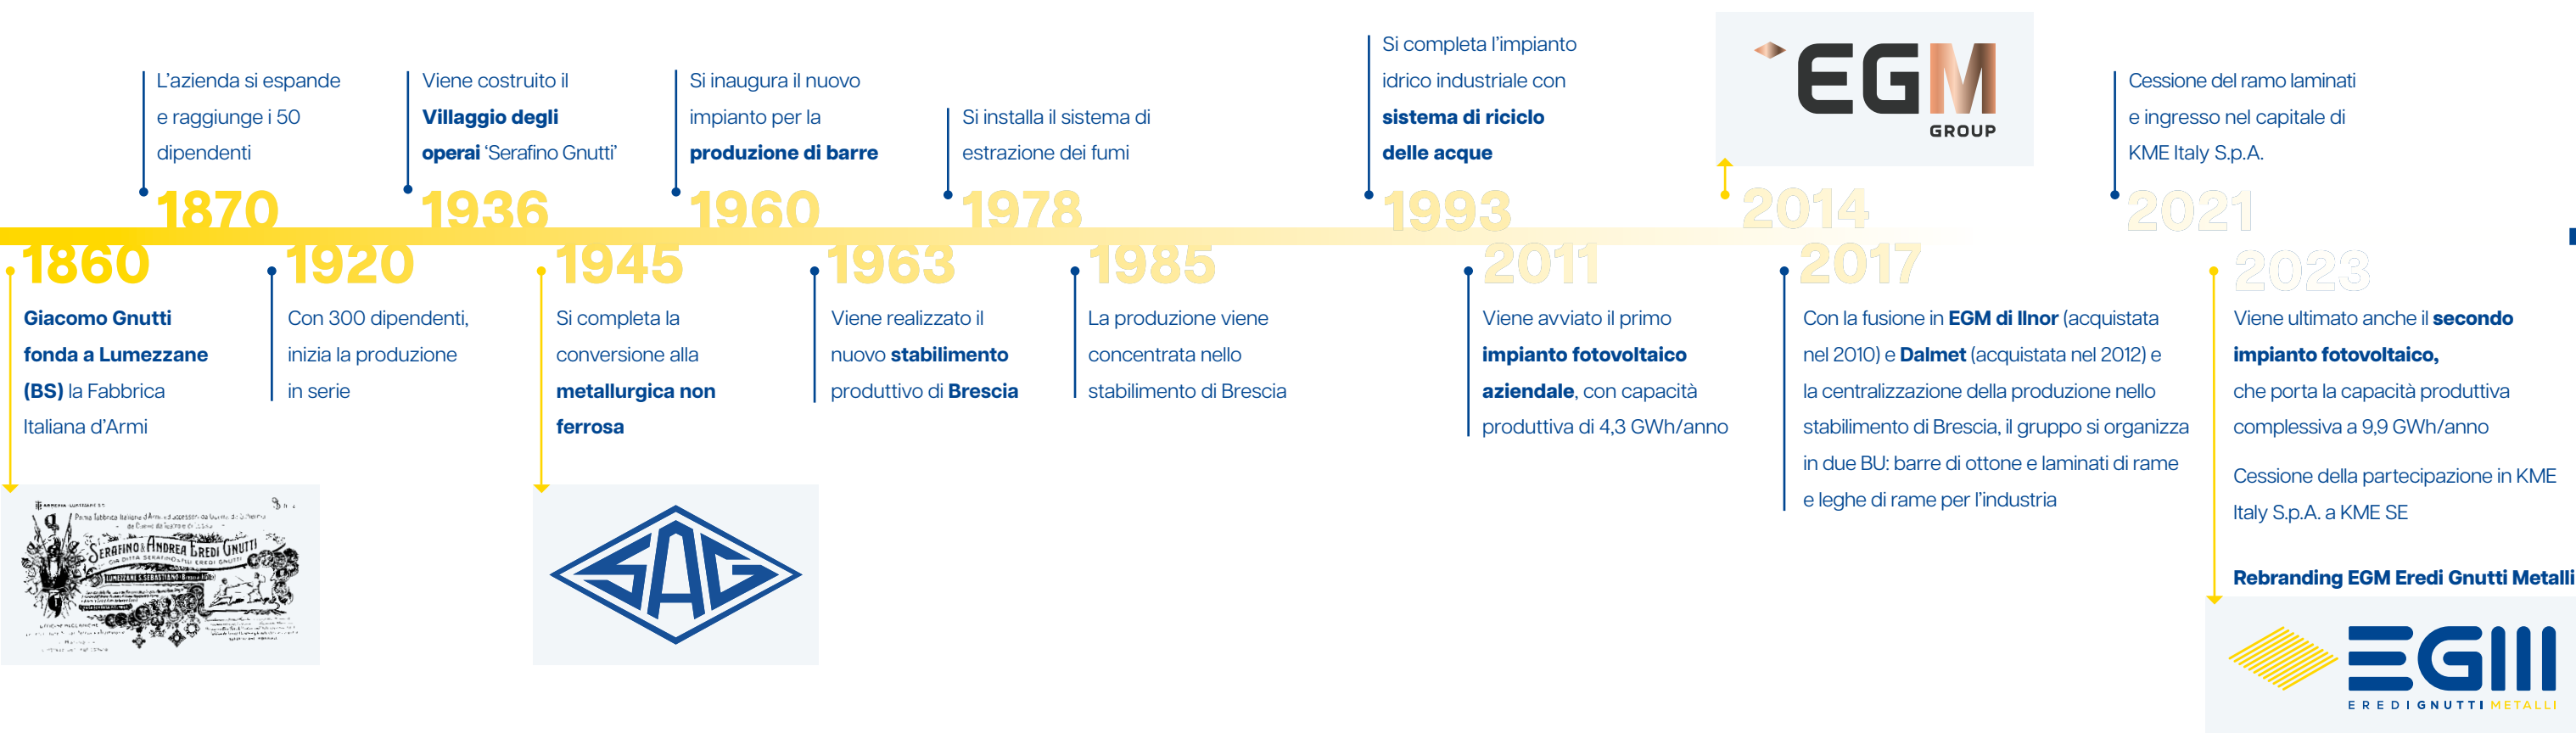 L'azienda si espande
e raggiunge i 50
dipendenti
1870
Viene costruito il
Villaggio degli
operai 'Serafino Gnutti'
1936
Si inaugura il nuovo
impianto per la
produzione di barre
1960
Si installa il sistema di
estrazione dei fumi
1978
Si completa l'impianto
idrico industriale con
sistema di riciclo
delle acque
1993
EGM
GROUP
2014
Cessione del ramo laminati
e ingresso nel capitale di
KME Italy S.p.A.
2021
1860
Giacomo Gnutti
fonda a Lumezzane
(BS) la Fabbrica
Italiana d'Armi
SERAFINO & ANDREA EREDI GNUTTI
LUMEZZANE S. SEBASTIANO
1920
Con 300 dipendenti,
inizia la produzione
in serie
1945
Si completa la
conversione alla
metallurgica non
ferrosa
SAG
1963
Viene realizzato il
nuovo stabilimento
produttivo di Brescia
1985
La produzione viene
concentrata nello
stabilimento di Brescia
2011
Viene avviato il primo
impianto fotovoltaico
aziendale, con capacità
produttiva di 4,3 GWh/anno
2017
Con la fusione in EGM di Ilnor (acquistata
nel 2010) e Dalmet (acquistata nel 2012) e
la centralizzazione della produzione nello
stabilimento di Brescia, il gruppo si organizza
in due BU: barre di ottone e laminati di rame
e leghe di rame per l'industria
2023
Viene ultimato anche il secondo
impianto fotovoltaico,
che porta la capacità produttiva
complessiva a 9,9 GWh/anno
Cessione della partecipazione in KME
Italy S.p.A. a KME SE
Rebranding EGM Eredi Gnutti Metalli
EGM
EREDI GNUTTI METALLI